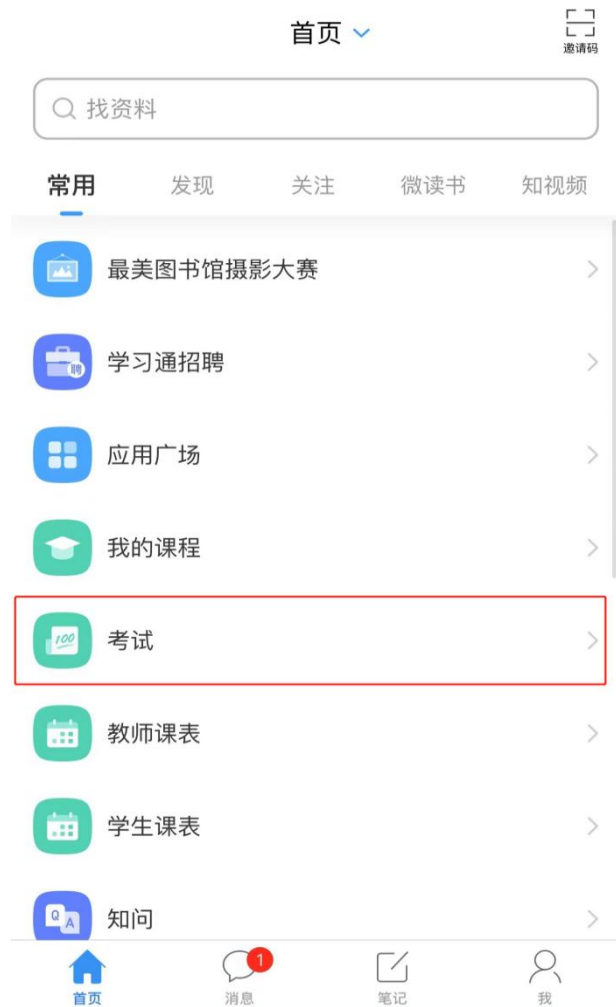 首页
邀请码
找资料
常用 发现 关注 微读书 知视频
最美图书馆摄影大赛
聘
学习通招聘
应用广场
我的课程
100
考试
教师课表
学生课表
Q A
知问
1
首页 消息 笔记 我